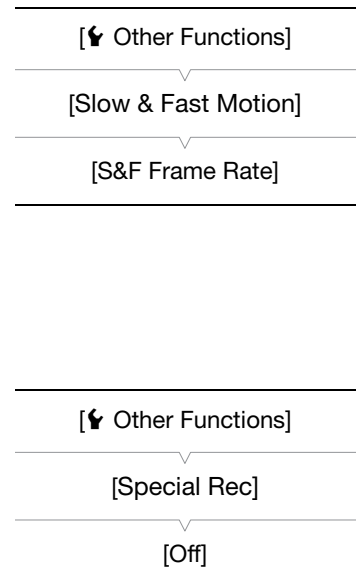 [ Other Functions]
[Slow & Fast Motion]
[S&F Frame Rate]
[ Other Functions]
[Special Rec]
[Off]